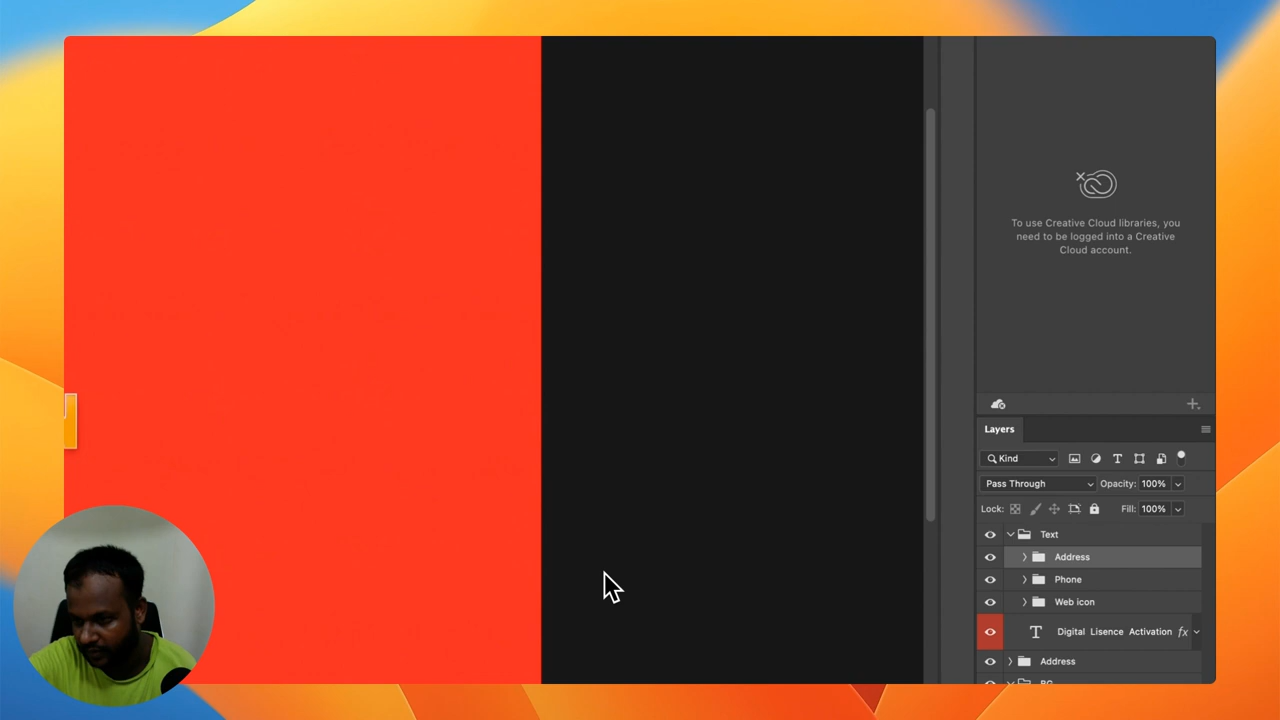 To use Creative Cloud libraries, you
need to be logged into a Creative
Cloud account.
Layers
Kind
Pass Through Opacity: 100%
Lock: Fill: 100%
Text
Address
Phone
Web icon
T Digital Lisence Activation fx
Address